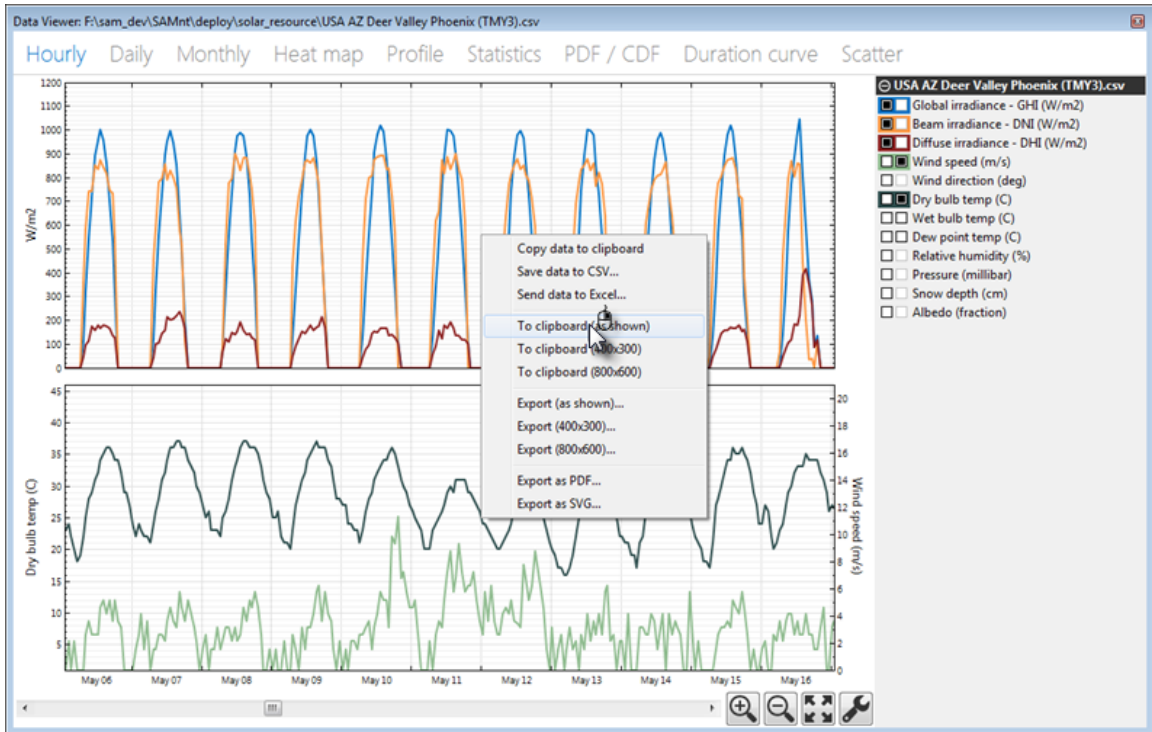 Data Viewer: F:\sam_dev\SAMnt\deploy\solar_resource\USA AZ Deer Valley Phoenix (TMY3).csv
Hourly Daily Monthly Heat map Profile Statistics PDF / CDF Duration curve Scatter
USA AZ Deer Valley Phoenix (TMY3).csv
Global irradiance - GHI (W/m2)
Beam irradiance - DNI (W/m2)
Diffuse irradiance - DHI (W/m2)
Wind speed (m/s)
Wind direction (deg)
Dry bulb temp (C)
Wet bulb temp (C)
Dew point temp (C)
Relative humidity (%)
Pressure (millibar)
Snow depth (cm)
Albedo (fraction)
W/m2
1200
1100
1000
900
800
700
600
500
400
300
200
100
0
Copy data to clipboard
Save data to CSV...
Send data to Excel...
To clipboard (as shown)
To clipboard (400x300)
To clipboard (800x600)
Export (as shown)...
Export (400x300)...
Export (800x600)...
Export as PDF...
Export as SVG...
Dry bulb temp (C)
45
40
35
30
25
20
15
10
5
20
18
16
14
12
10
8
6
4
2
0
Wind speed (m/s)
May 06 May 07 May 08 May 09 May 10 May 11 May 12 May 13 May 14 May 15 May 16